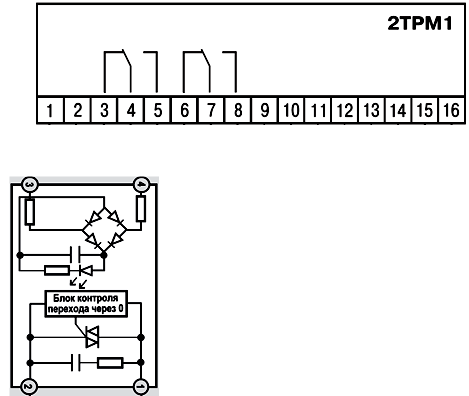 2ТРМ1
1 2 3 4 5 6 7 8 9 10 11 12 13 14 15 16
3 4
Блок контроля
перехода через 0
2 1